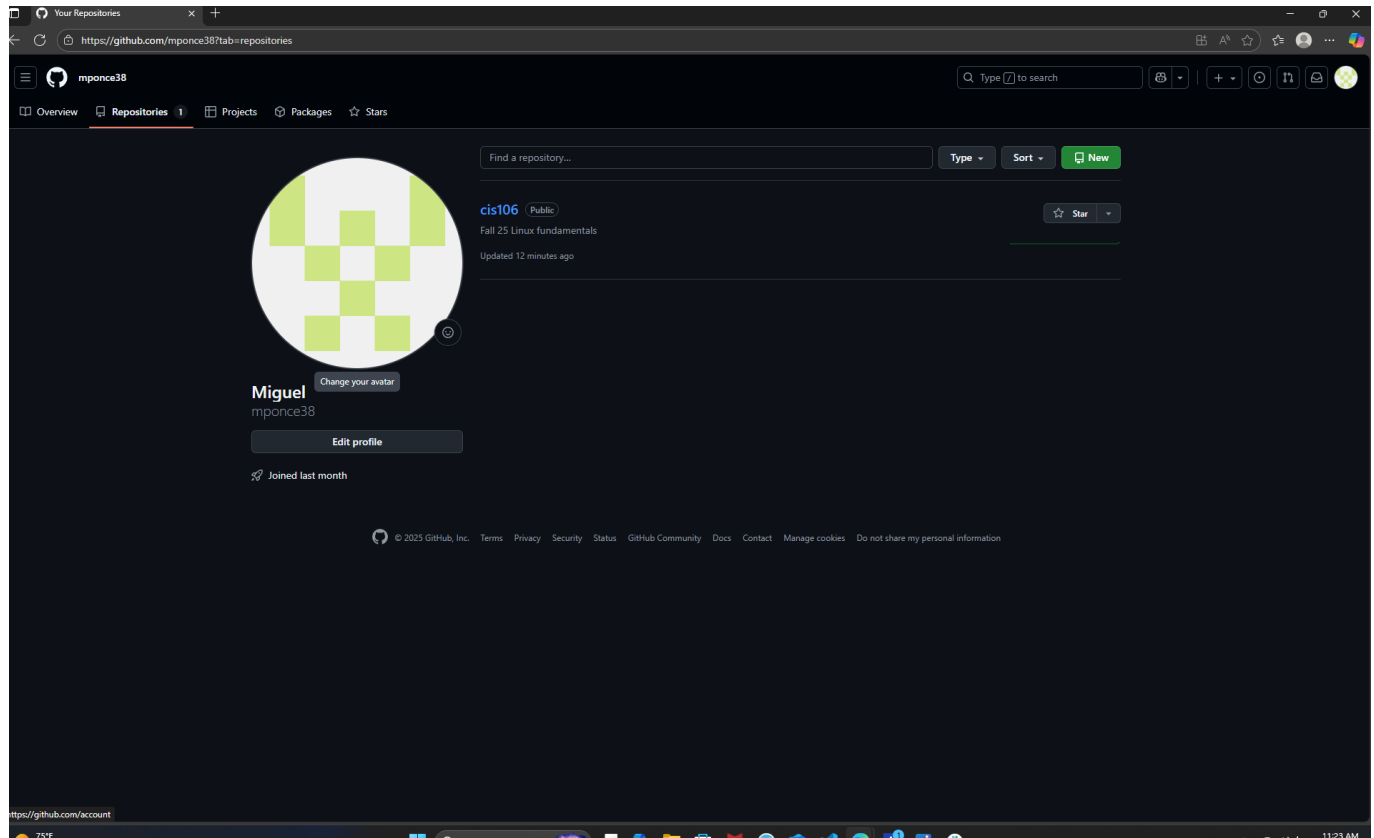 Your Repositories
https://github.com/mponce38?tab=repositories
mponce38
Type / to search
Overview Repositories 1 Projects Packages Stars
Find a repository...
Type Sort New
cis106 Public
Star
Fall 25 Linux fundamentals
Updated 12 minutes ago
Change your avatar
Miguel
mponce38
Edit profile
Joined last month
© 2025 GitHub, Inc. Terms Privacy Security Status GitHub Community Docs Contact Manage cookies Do not share my personal information
https://github.com/account
75°F
11:23 AM